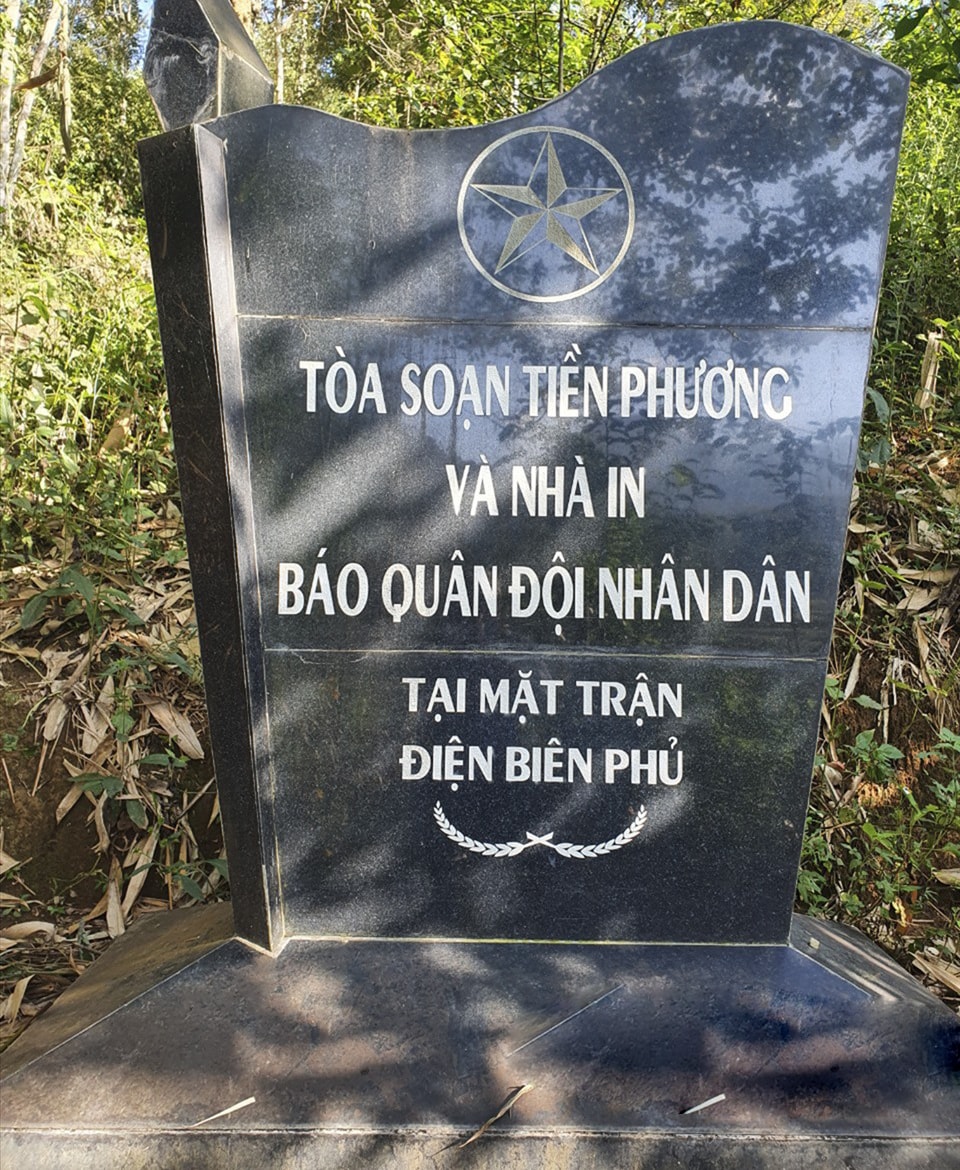 TÒA SOẠN TIỀN PHƯƠNG
VÀ NHÀ IN
BÁO QUÂN ĐỘI NHÂN DÂN
TẠI MẶT TRẬN
ĐIỆN BIÊN PHỦ